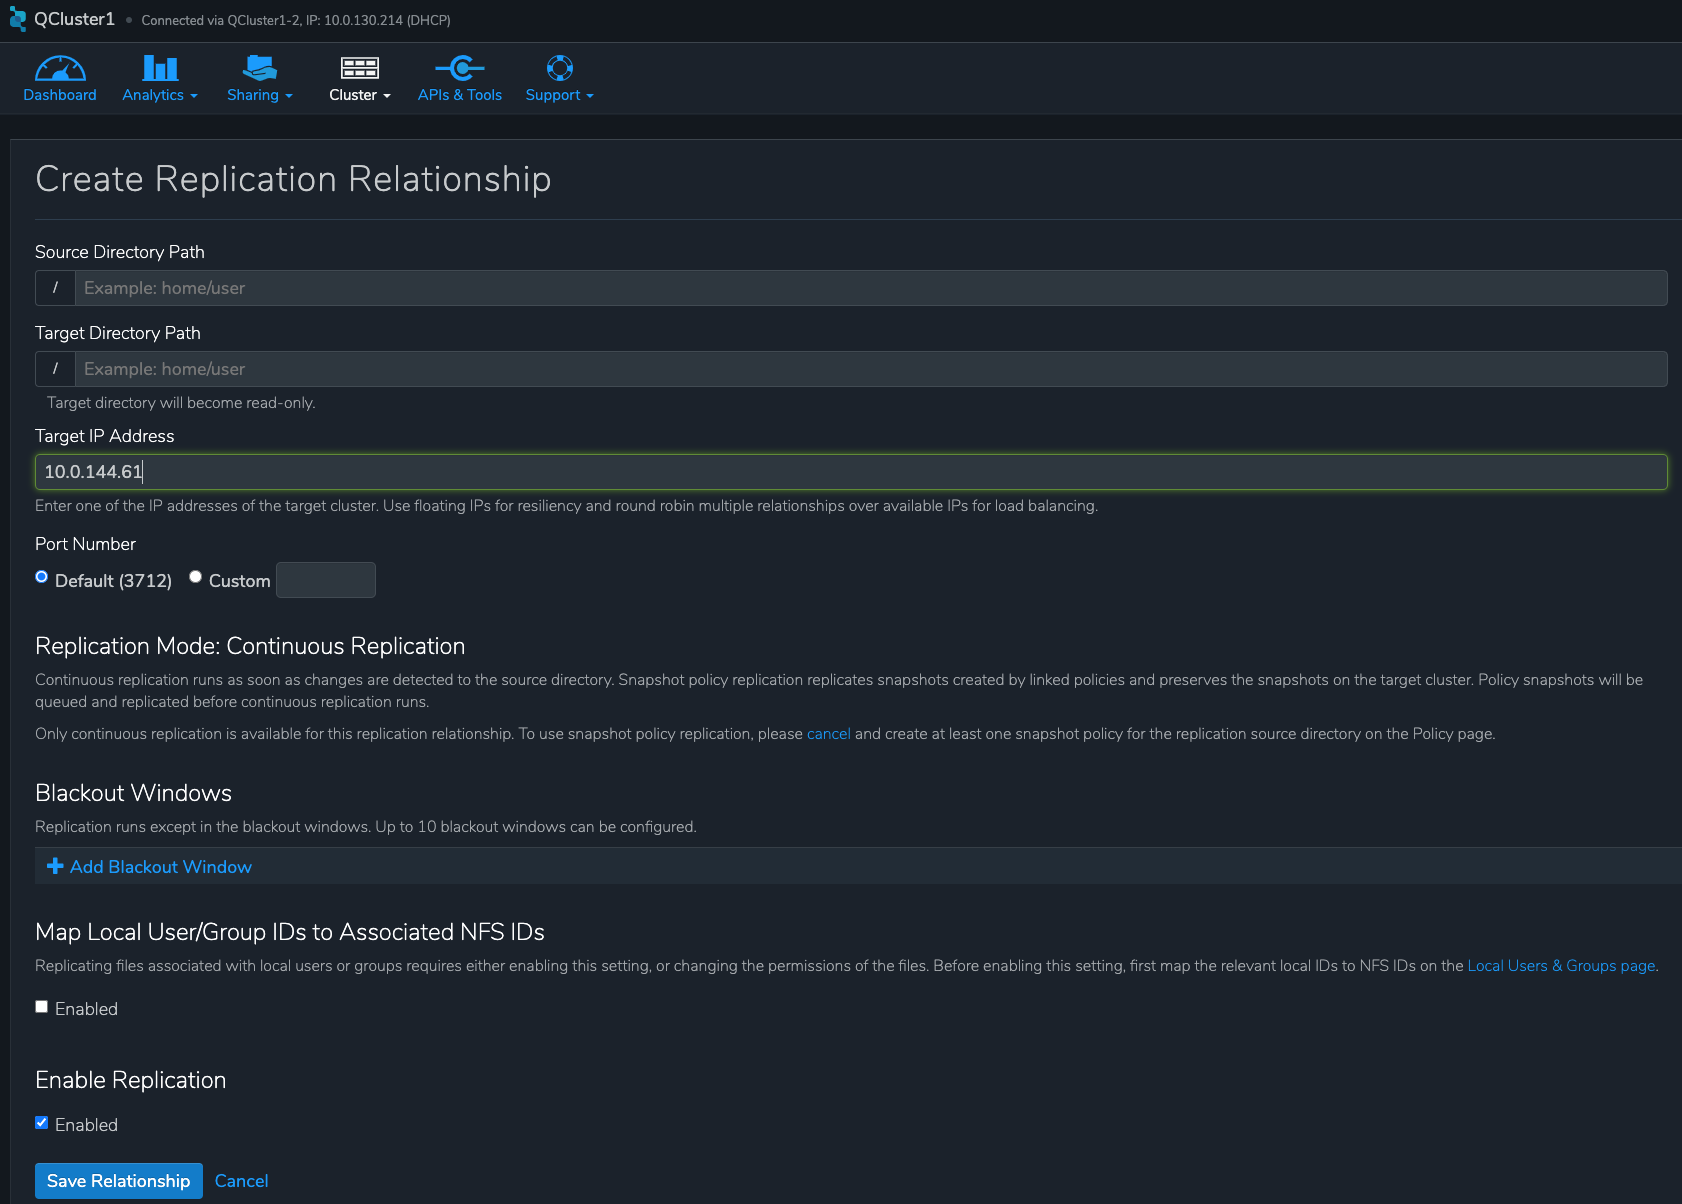 QCluster1 • Connected via QCluster1-2, IP: 10.0.130.214 (DHCP)
Dashboard Analytics Sharing Cluster APIs & Tools Support
Create Replication Relationship
Source Directory Path
/ Example: home/user
Target Directory Path
/ Example: home/user
Target directory will become read-only.
Target IP Address
10.0.144.61
Enter one of the IP addresses of the target cluster. Use floating IPs for resiliency and round robin multiple relationships over available IPs for load balancing.
Port Number
Default (3712) Custom
Replication Mode: Continuous Replication
Continuous replication runs as soon as changes are detected to the source directory. Snapshot policy replication replicates snapshots created by linked policies and preserves the snapshots on the target cluster. Policy snapshots will be
queued and replicated before continuous replication runs.
Only continuous replication is available for this replication relationship. To use snapshot policy replication, please cancel and create at least one snapshot policy for the replication source directory on the Policy page.
Blackout Windows
Replication runs except in the blackout windows. Up to 10 blackout windows can be configured.
Add Blackout Window
Map Local User/Group IDs to Associated NFS IDs
Replicating files associated with local users or groups requires either enabling this setting, or changing the permissions of the files. Before enabling this setting, first map the relevant local IDs to NFS IDs on the Local Users & Groups page.
Enabled
Enable Replication
Enabled
Save Relationship Cancel